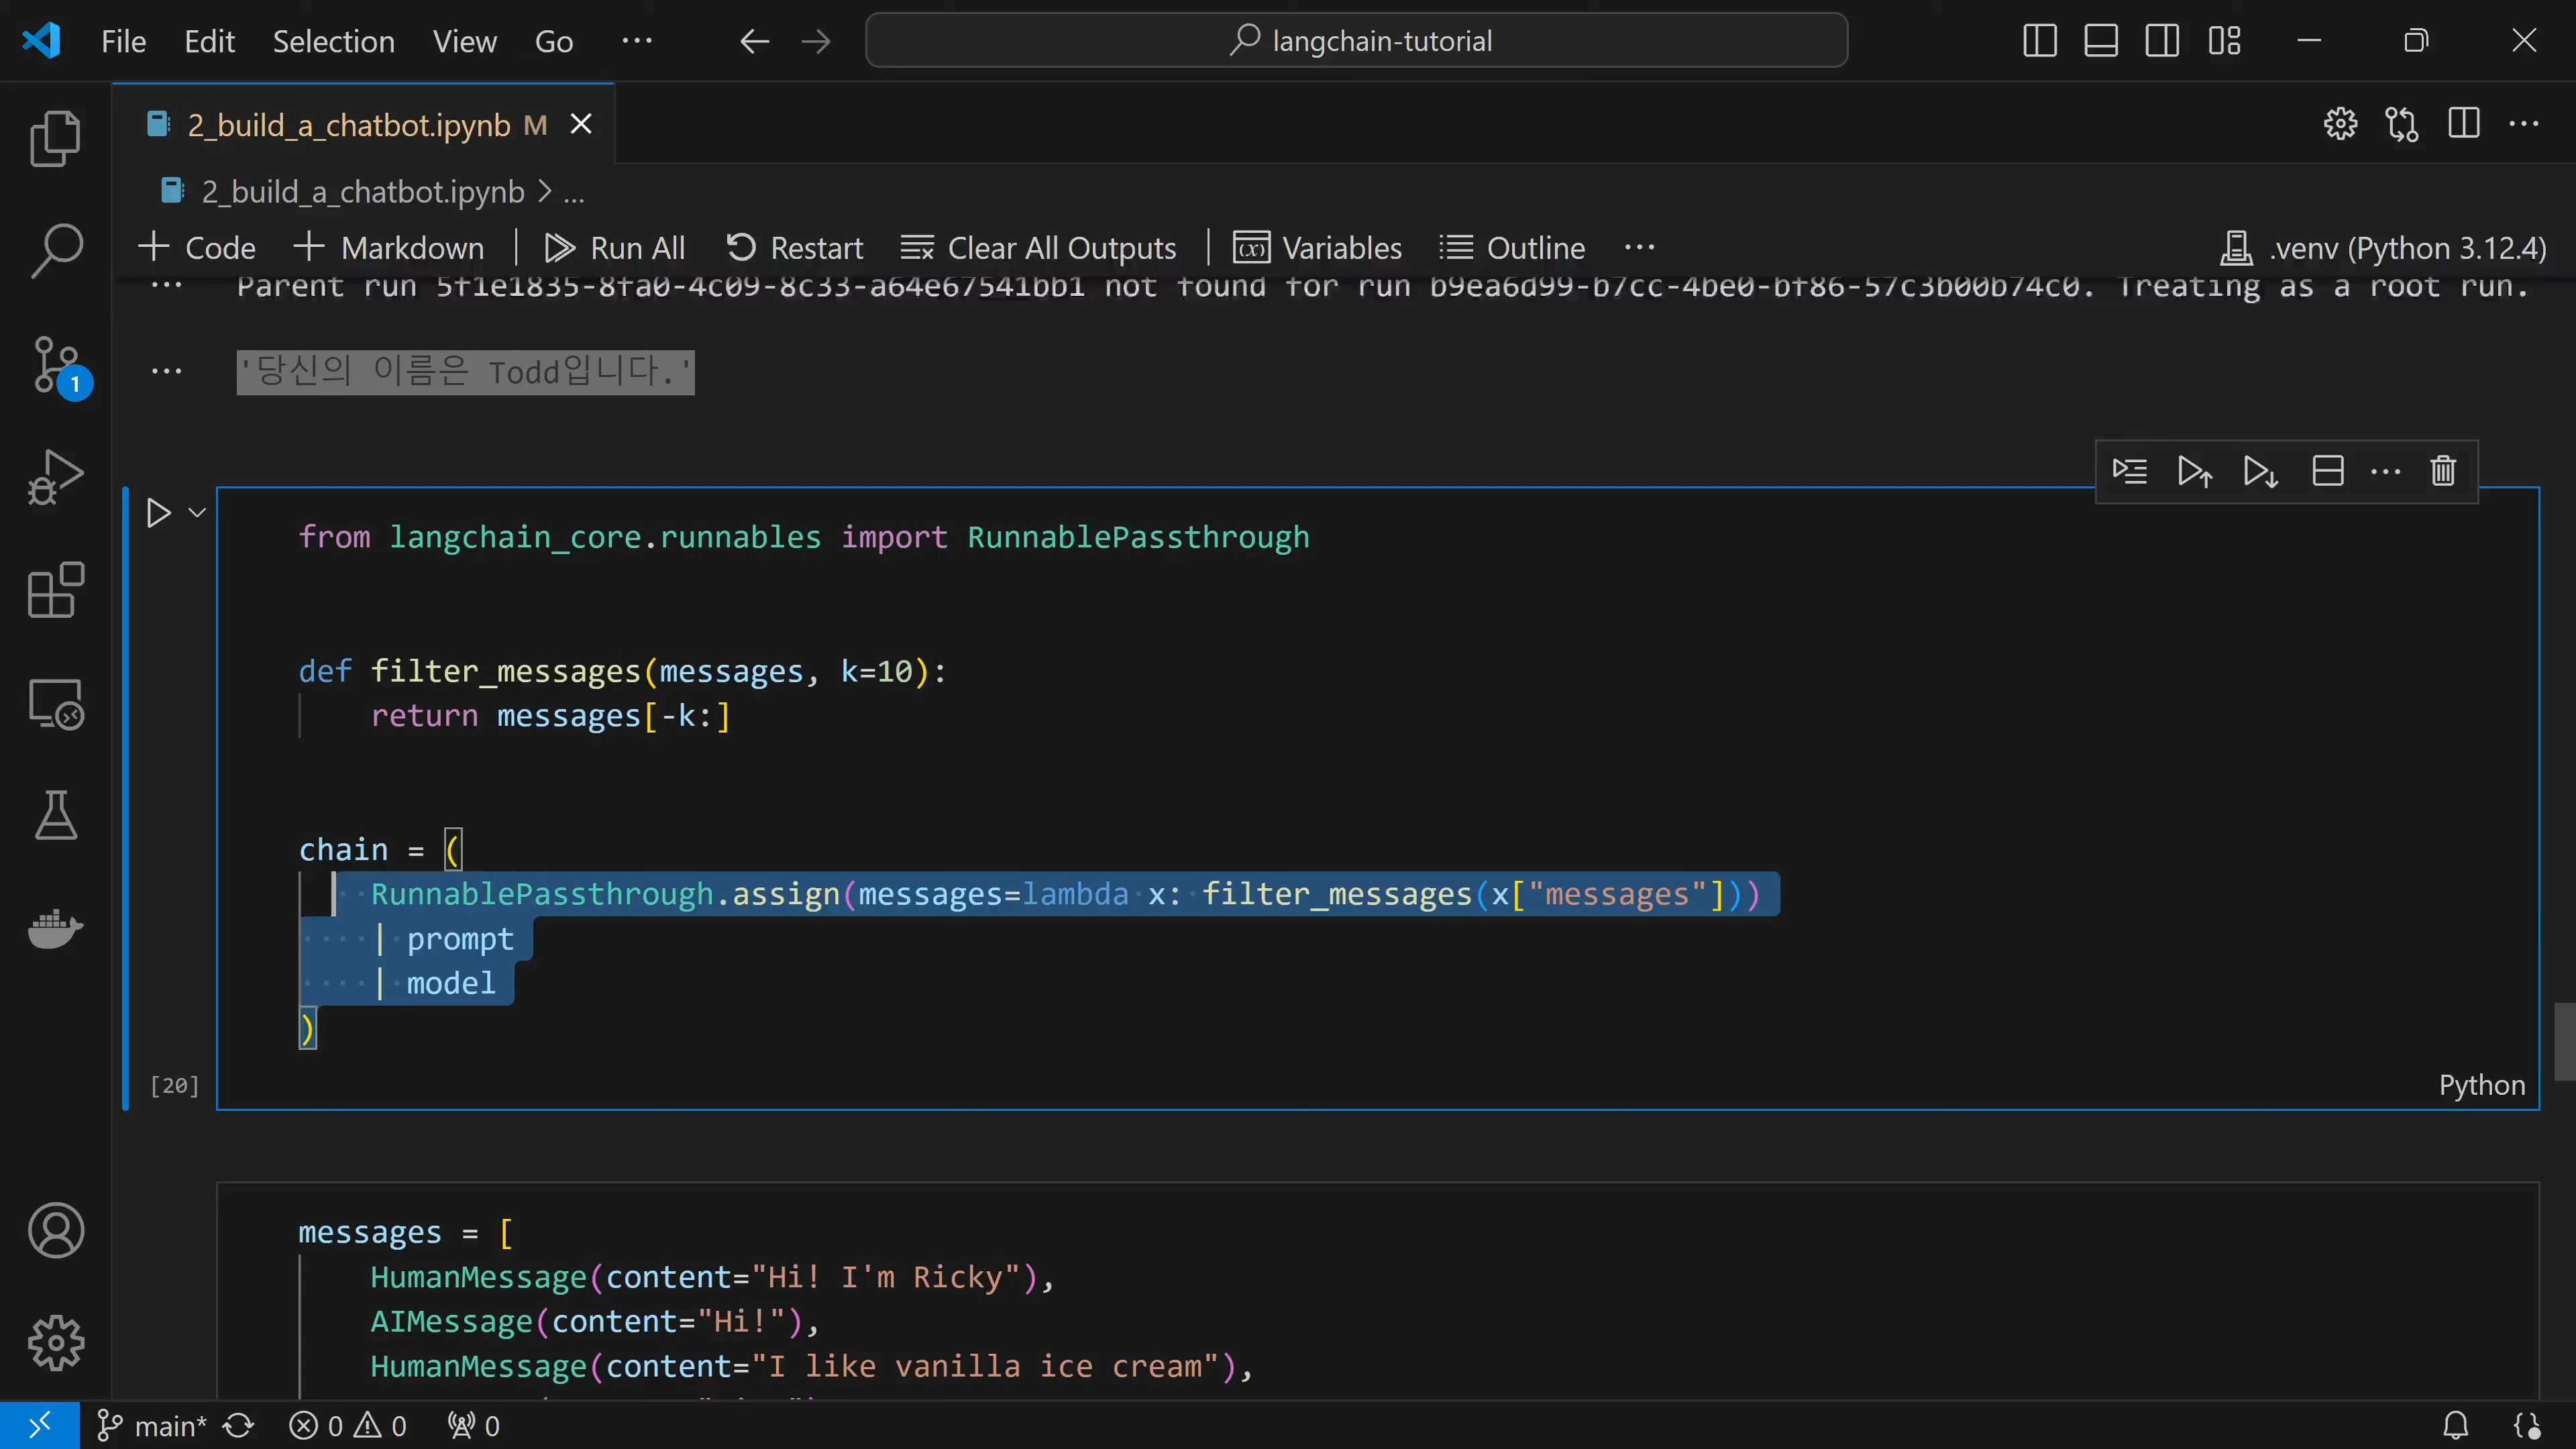 File Edit Selection View Go ... langchain-tutorial
2_build_a_chatbot.ipynb M
2_build_a_chatbot.ipynb > ...
+ Code + Markdown | Run All Restart Clear All Outputs | Variables Outline ... .venv (Python 3.12.4)
... Parent run 5f1e1835-8fa0-4c09-8c33-a64e67541bb1 not found for run b9ea6d99-b7cc-4be0-bf86-57c3b00b74c0. Treating as a root run.
... '당신의 이름은 Todd입니다.'
from langchain_core.runnables import RunnablePassthrough
def filter_messages(messages, k=10):
return messages[-k:]
chain = (
RunnablePassthrough.assign(messages=lambda x: filter_messages(x["messages"]))
| prompt
| model
)
[20] Python
messages = [
HumanMessage(content="Hi! I'm Ricky"),
AIMessage(content="Hi!"),
HumanMessage(content="I like vanilla ice cream"),
1
main* 0 0 0